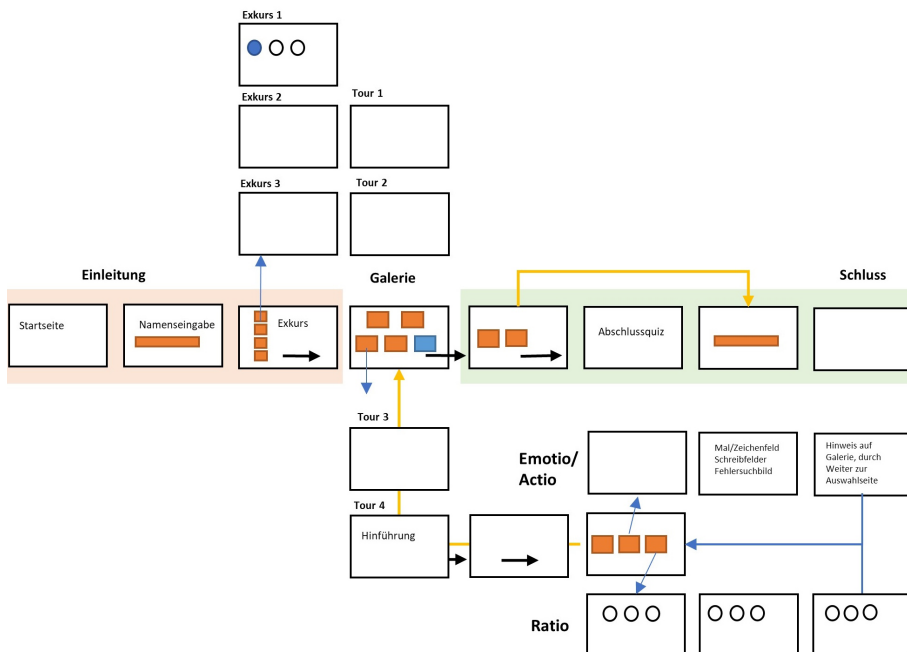 Exkurs 1
Exkurs 2
Tour 1
Exkurs 3
Tour 2
Einleitung
Galerie
Schluss
Startseite
Namenseingabe
Exkurs
Abschlussquiz
Tour 3
Emotio/
Actio
Mal/Zeichenfeld
Schreibfelder
Fehlersuchbild
Hinweis auf
Galerie, durch
Weiter zur
Auswahlseite
Tour 4
Hinführung
Ratio